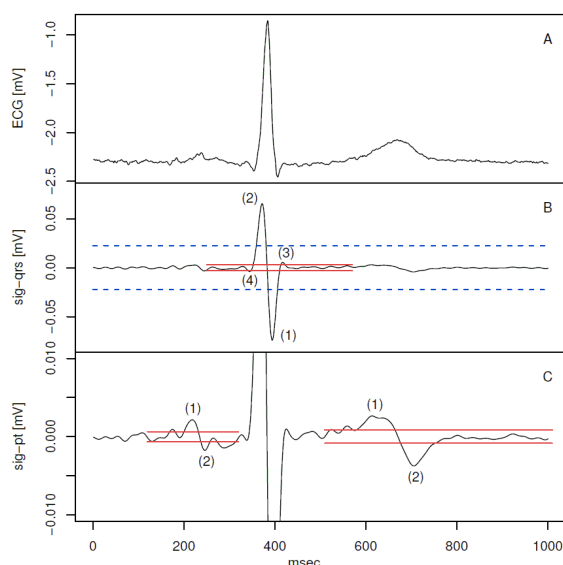 A
ECG [mV]
−1.0
−1.5
−2.0
−2.5
B
sig−qrs [mV]
0.05
0.00
−0.05
(2)
(3)
(4)
(1)
C
sig−pt [mV]
0.010
0.000
−0.010
(1)
(2)
(1)
(2)
0 200 400 600 800 1000
msec